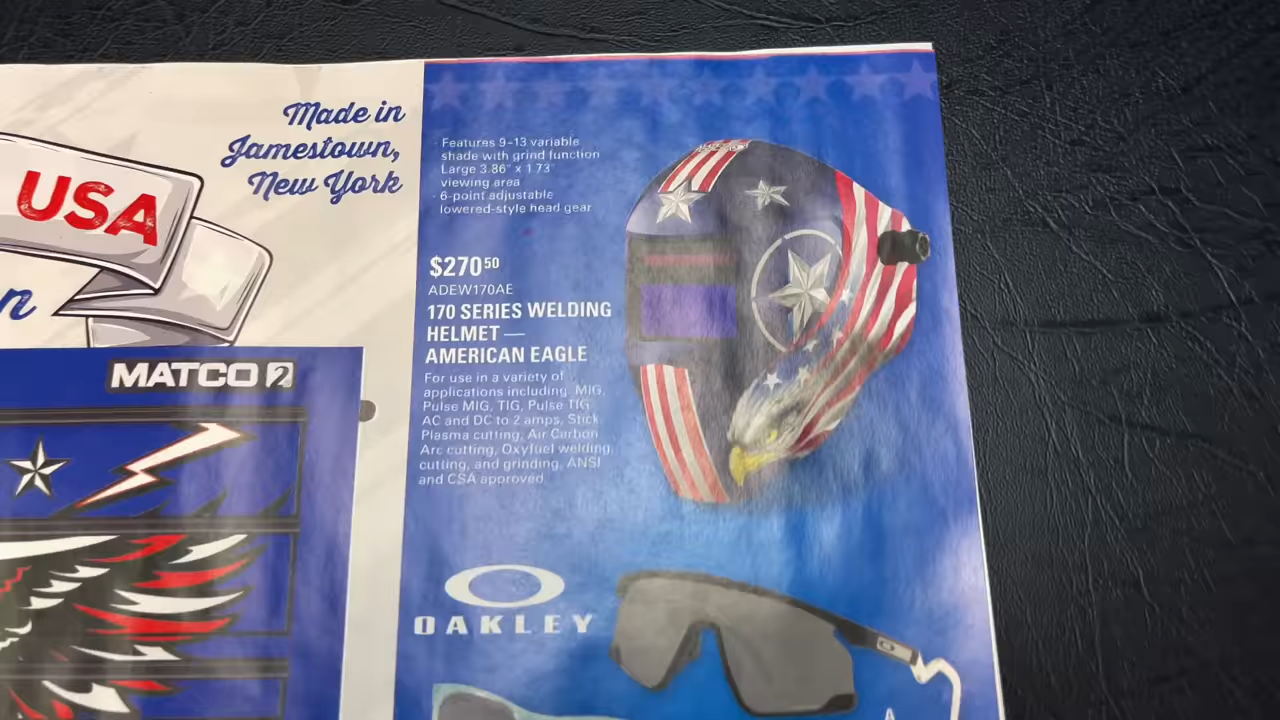 Made in
Jamestown,
New York
USA
n
MATCO
· Features 9-13 variable
shade with grind function
Large 3.86" x 1.73"
viewing area
· 6-point adjustable
lowered-style head gear
$270 50
ADEW170AE
170 SERIES WELDING
HELMET —
AMERICAN EAGLE
For use in a variety of
applications including, MIG,
Pulse MIG, TIG, Pulse TIG
AC and DC to 2 amps, Stick
Plasma cutting, Air Carbon
Arc cutting, Oxyfuel welding,
cutting, and grinding, ANSI
and CSA approved
OAKLEY